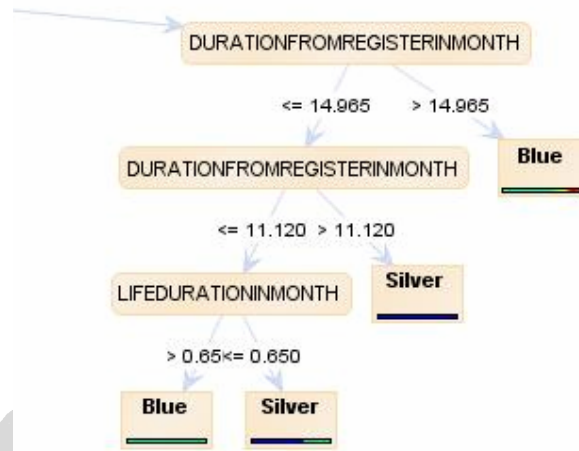 DURATIONFROMREGISTERINMONTH
<= 14.965 > 14.965
DURATIONFROMREGISTERINMONTH
Blue
<= 11.120 > 11.120
LIFEDURATIONINMONTH
Silver
> 0.65<= 0.650
Blue
Silver